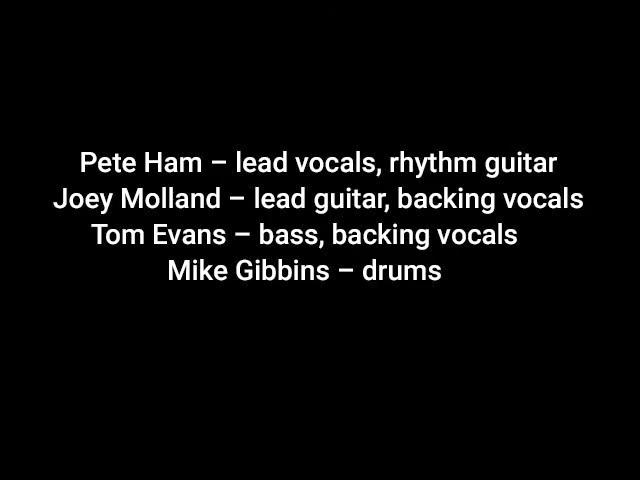 Pete Ham – lead vocals, rhythm guitar
Joey Molland – lead guitar, backing vocals
Tom Evans – bass, backing vocals
Mike Gibbins – drums